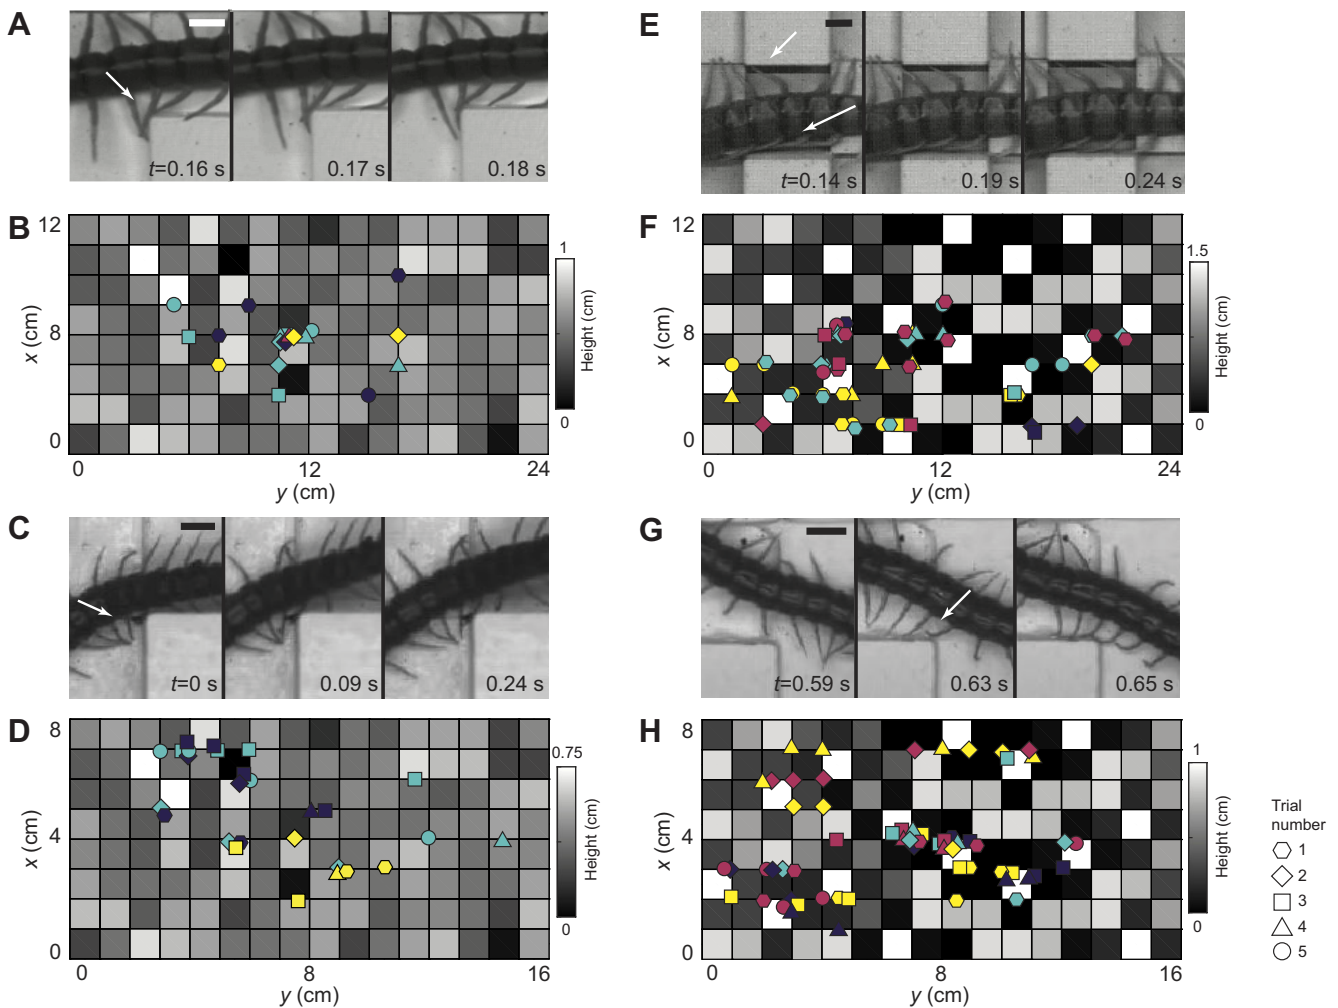 A
t=0.16 s
0.17 s
0.18 s
B
12
8
4
0
x (cm)
0
12
24
y (cm)
1
0
Height (cm)
C
t=0 s
0.09 s
0.24 s
D
8
4
0
x (cm)
0
8
16
y (cm)
0.75
0
Height (cm)
E
t=0.14 s
0.19 s
0.24 s
F
12
8
4
0
x (cm)
0
12
24
y (cm)
1.5
0
Height (cm)
G
t=0.59 s
0.63 s
0.65 s
H
8
4
0
x (cm)
0
8
16
y (cm)
1
0
Height (cm)
Trial
number
1
2
3
4
5